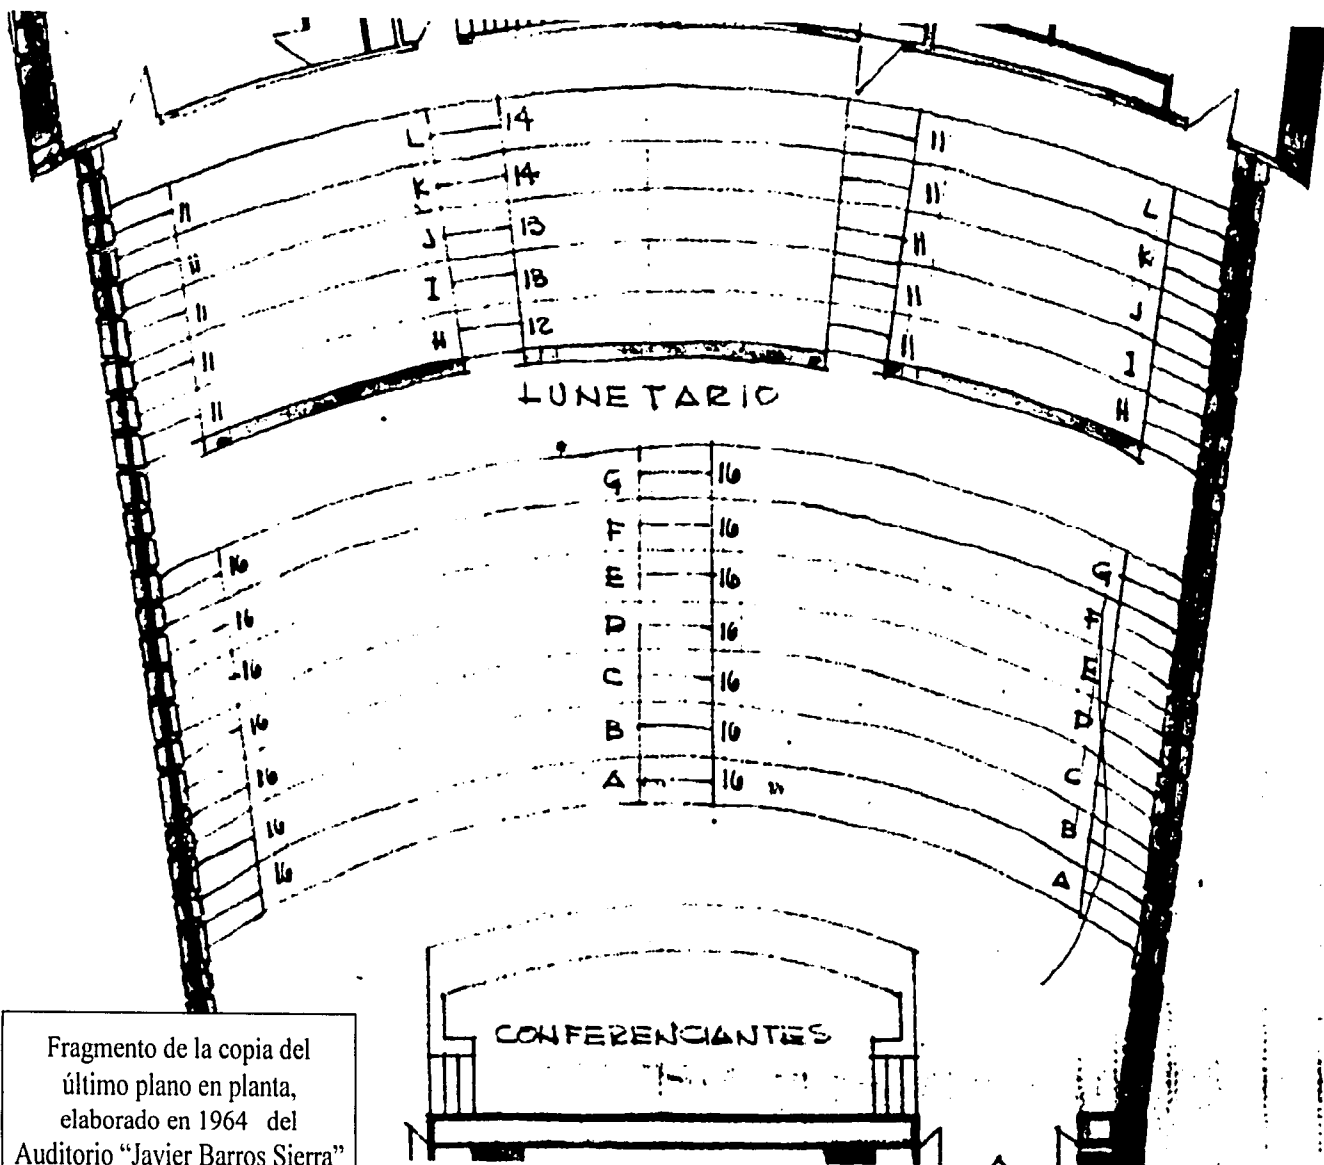 L 14 11
K 14 11 L
11 J 13 11 K
11 I 13 11 J
11 H 12 11 I
11 H
11
LUNETARIO
G 16
F 16
16 E 16 G
16 D 16 F
16 C 16 E
16 B 16 D
16 A 16 C
16 B
16 A
CONFERENCIANTES
Fragmento de la copia del
último plano en planta,
elaborado en 1964 del
Auditorio “Javier Barros Sierra”